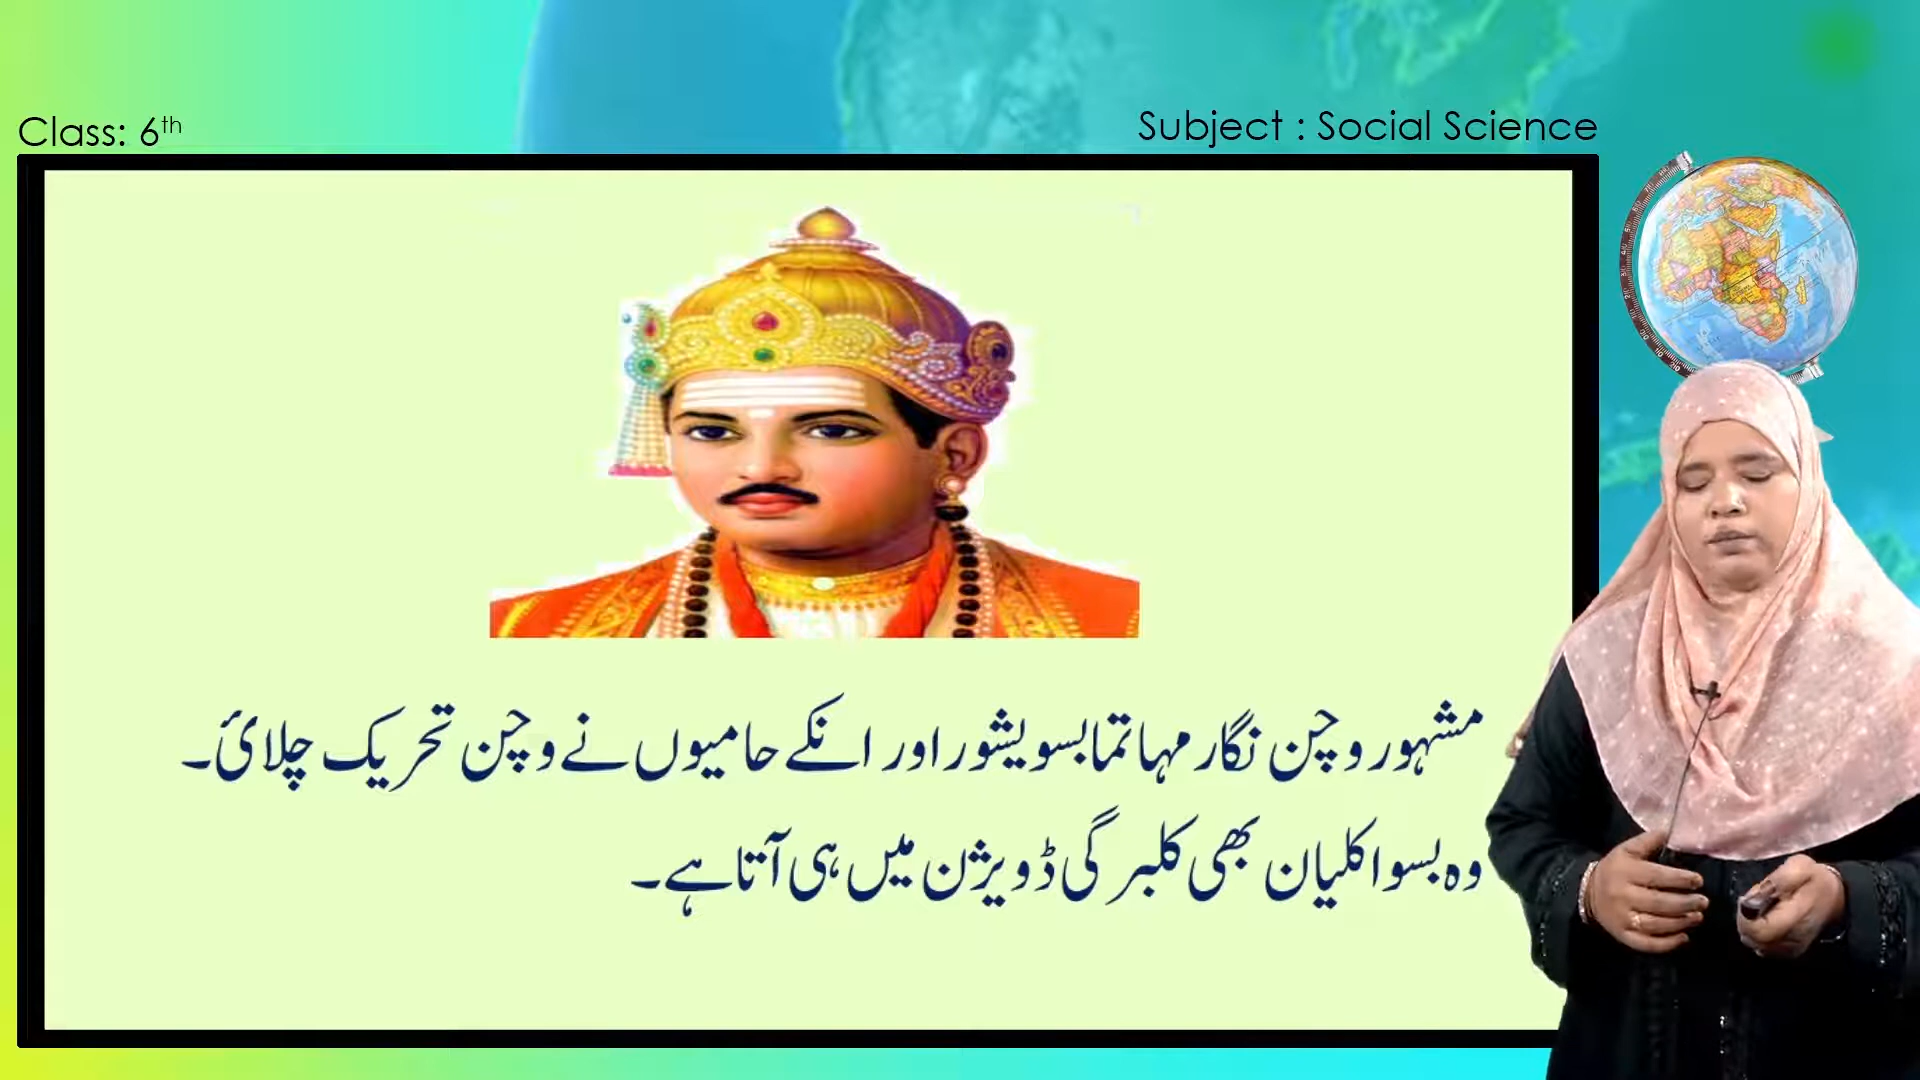 Class: 6th
Subject : Social Science
مشہور وچن نگار مہاتما بسویشور اور انکے حامیوں نے وچن تحریک چلائ۔
وہ بسوا کلیان بھی کلبرگی ڈویژن میں ہی آتا ہے۔